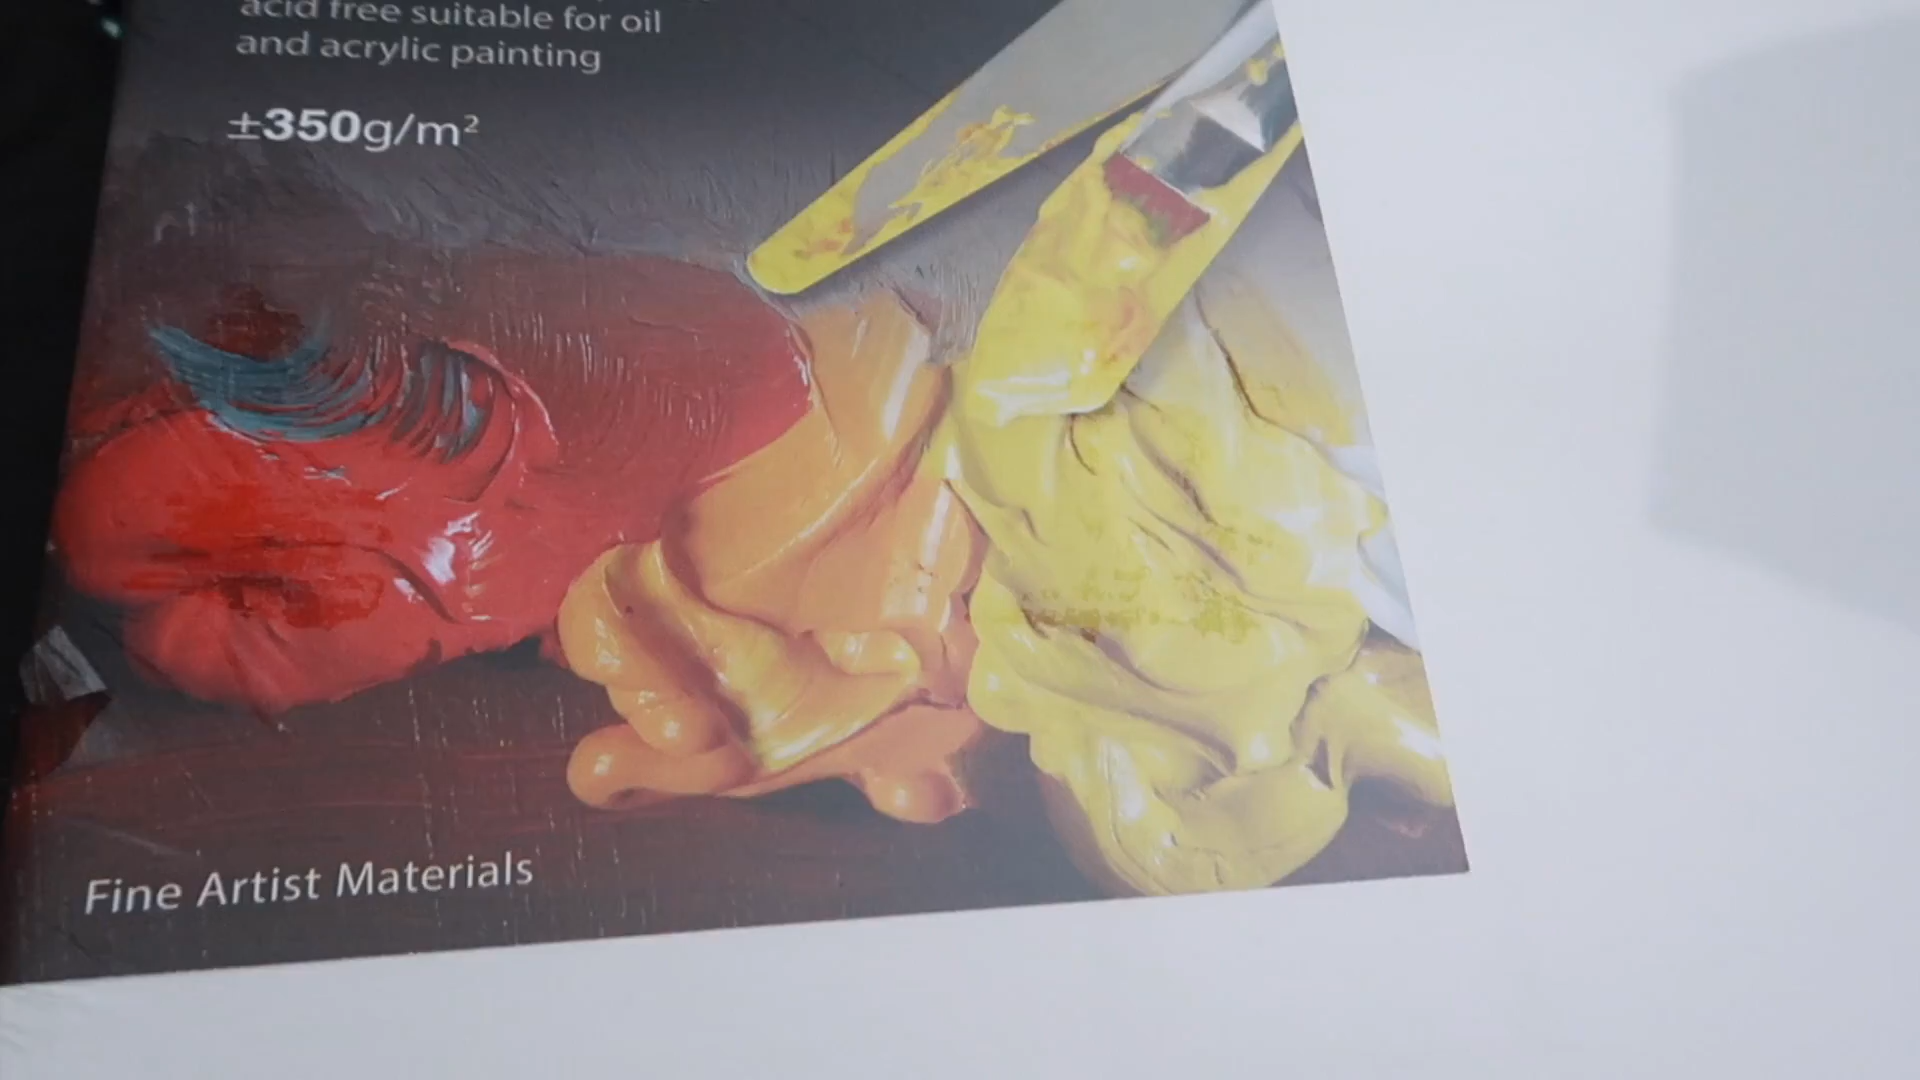 acid free suitable for oil
and acrylic painting
±350g/m²
Fine Artist Materials